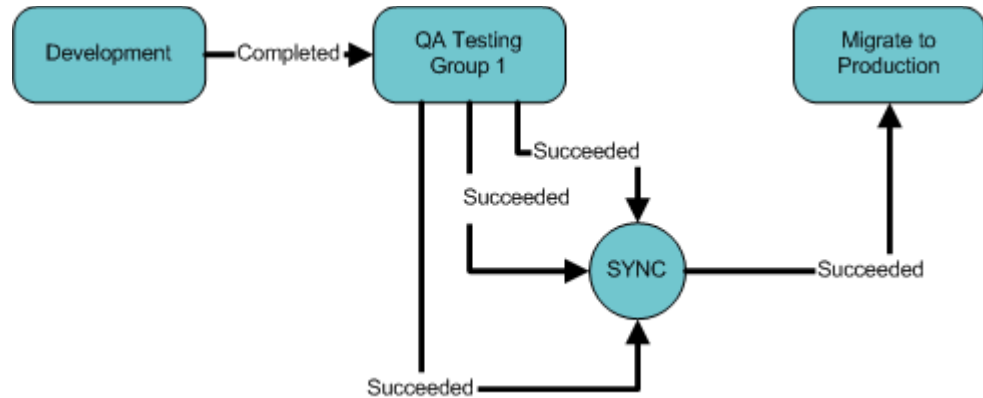 Development
Completed
QA Testing
Group 1
Migrate to
Production
Succeeded
Succeeded
SYNC
Succeeded
Succeeded